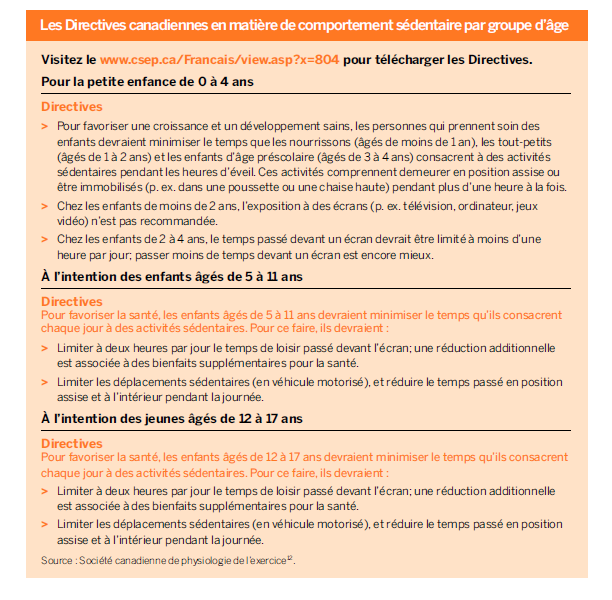 Les Directives canadiennes en matière de comportement sédentaire par groupe d'âge
Visitez le www.csep.ca/Francais/view.asp?x=804 pour télécharger les Directives.
Pour la petite enfance de 0 à 4 ans
Directives
> Pour favoriser une croissance et un développement sains, les personnes qui prennent soin des
enfants devraient minimiser le temps que les nourrissons (âgés de moins de 1 an), les tout-petits
(âgés de 1 à 2 ans) et les enfants d'âge préscolaire (âgés de 3 à 4 ans) consacrent à des activités
sédentaires pendant les heures d'éveil. Ces activités comprennent demeurer en position assise ou
être immobilisés (p. ex. dans une poussette ou une chaise haute) pendant plus d'une heure à la fois.
> Chez les enfants de moins de 2 ans, l'exposition à des écrans (p. ex. télévision, ordinateur, jeux
vidéo) n'est pas recommandée.
> Chez les enfants de 2 à 4 ans, le temps passé devant un écran devrait être limité à moins d'une
heure par jour; passer moins de temps devant un écran est encore mieux.
À l'intention des enfants âgés de 5 à 11 ans
Directives
Pour favoriser la santé, les enfants âgés de 5 à 11 ans devraient minimiser le temps qu'ils consacrent
chaque jour à des activités sédentaires. Pour ce faire, ils devraient :
> Limiter à deux heures par jour le temps de loisir passé devant l'écran; une réduction additionnelle
est associée à des bienfaits supplémentaires pour la santé.
> Limiter les déplacements sédentaires (en véhicule motorisé), et réduire le temps passé en position
assise et à l'intérieur pendant la journée.
À l'intention des jeunes âgés de 12 à 17 ans
Directives
Pour favoriser la santé, les enfants âgés de 12 à 17 ans devraient minimiser le temps qu'ils consacrent
chaque jour à des activités sédentaires. Pour ce faire, ils devraient :
> Limiter à deux heures par jour le temps de loisir passé devant l'écran; une réduction additionnelle
est associée à des bienfaits supplémentaires pour la santé.
> Limiter les déplacements sédentaires (en véhicule motorisé), et réduire le temps passé en position
assise et à l'intérieur pendant la journée.
Source : Société canadienne de physiologie de l'exercice12.